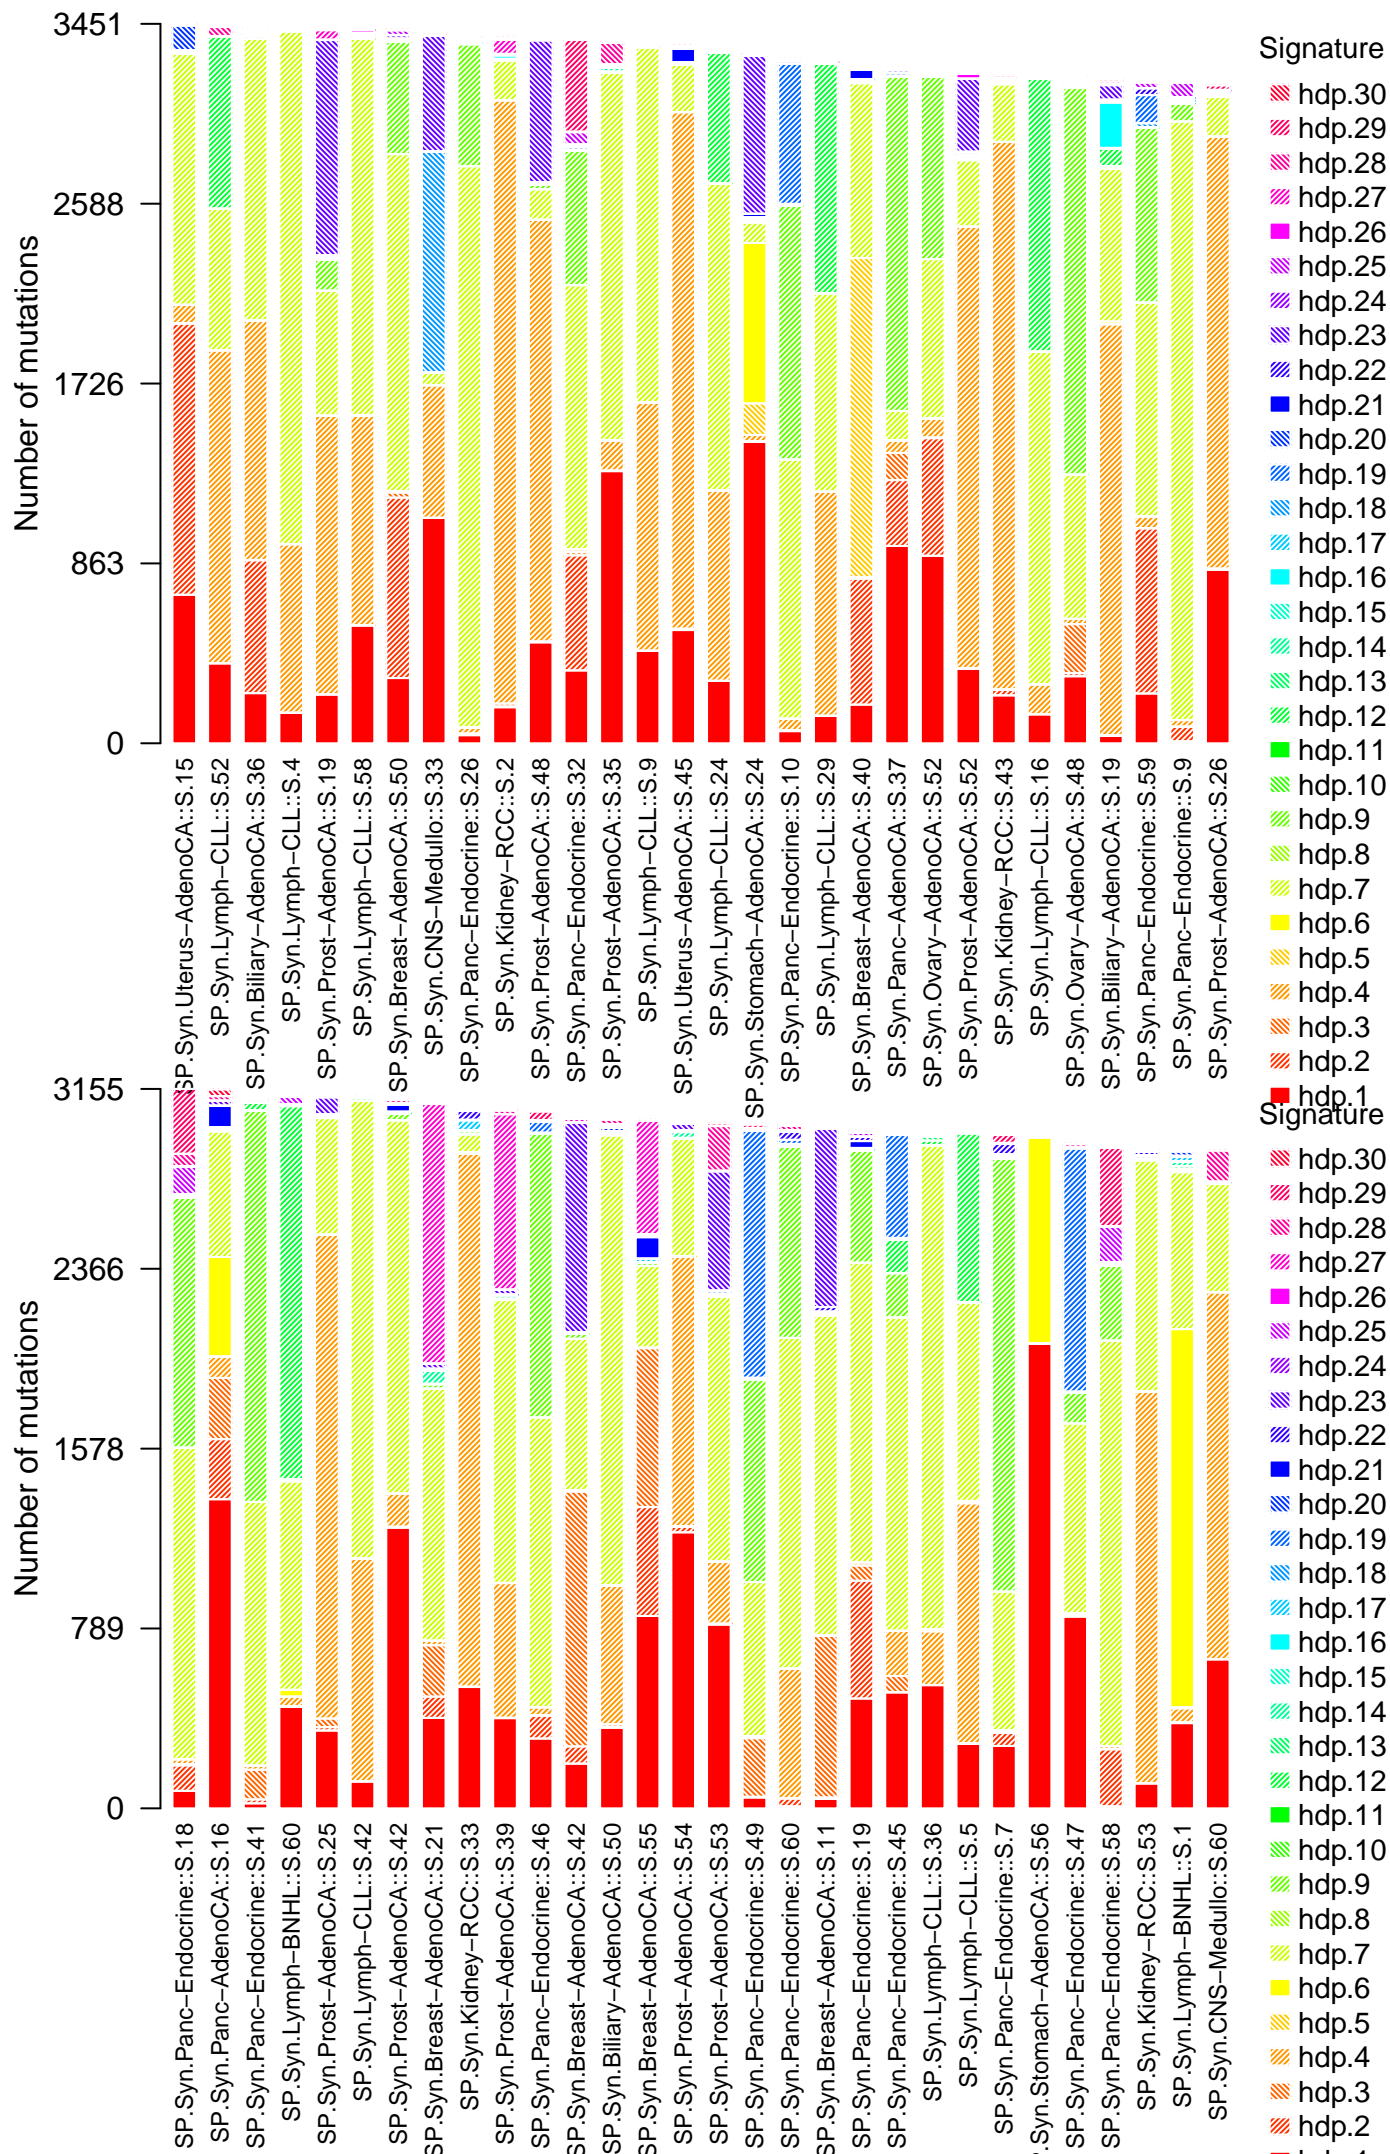 Number of mutations
3451
2588
1726
863
0
SP.Syn.Uterus−AdenoCA::S.15
SP.Syn.Lymph−CLL::S.52
SP.Syn.Biliary−AdenoCA::S.36
SP.Syn.Lymph−CLL::S.4
SP.Syn.Prost−AdenoCA::S.19
SP.Syn.Lymph−CLL::S.58
SP.Syn.Breast−AdenoCA::S.50
SP.Syn.CNS−Medullo::S.33
SP.Syn.Panc−Endocrine::S.26
SP.Syn.Kidney−RCC::S.2
SP.Syn.Prost−AdenoCA::S.48
SP.Syn.Panc−Endocrine::S.32
SP.Syn.Prost−AdenoCA::S.35
SP.Syn.Lymph−CLL::S.9
SP.Syn.Uterus−AdenoCA::S.45
SP.Syn.Lymph−CLL::S.24
SP.Syn.Stomach−AdenoCA::S.24
SP.Syn.Panc−Endocrine::S.10
SP.Syn.Lymph−CLL::S.29
SP.Syn.Breast−AdenoCA::S.40
SP.Syn.Panc−AdenoCA::S.37
SP.Syn.Ovary−AdenoCA::S.52
SP.Syn.Prost−AdenoCA::S.52
SP.Syn.Kidney−RCC::S.43
SP.Syn.Lymph−CLL::S.16
SP.Syn.Ovary−AdenoCA::S.48
SP.Syn.Biliary−AdenoCA::S.19
SP.Syn.Panc−Endocrine::S.59
SP.Syn.Panc−Endocrine::S.9
SP.Syn.Prost−AdenoCA::S.26
Signature
hdp.30
hdp.29
hdp.28
hdp.27
hdp.26
hdp.25
hdp.24
hdp.23
hdp.22
hdp.21
hdp.20
hdp.19
hdp.18
hdp.17
hdp.16
hdp.15
hdp.14
hdp.13
hdp.12
hdp.11
hdp.10
hdp.9
hdp.8
hdp.7
hdp.6
hdp.5
hdp.4
hdp.3
hdp.2
hdp.1
Number of mutations
3155
2366
1578
789
0
SP.Syn.Panc−Endocrine::S.18
SP.Syn.Panc−AdenoCA::S.16
SP.Syn.Panc−Endocrine::S.41
SP.Syn.Lymph−BNHL::S.60
SP.Syn.Prost−AdenoCA::S.25
SP.Syn.Lymph−CLL::S.42
SP.Syn.Prost−AdenoCA::S.42
SP.Syn.Breast−AdenoCA::S.21
SP.Syn.Kidney−RCC::S.33
SP.Syn.Prost−AdenoCA::S.39
SP.Syn.Panc−Endocrine::S.46
SP.Syn.Breast−AdenoCA::S.42
SP.Syn.Biliary−AdenoCA::S.50
SP.Syn.Breast−AdenoCA::S.55
SP.Syn.Prost−AdenoCA::S.54
SP.Syn.Prost−AdenoCA::S.53
SP.Syn.Panc−Endocrine::S.49
SP.Syn.Panc−Endocrine::S.60
SP.Syn.Breast−AdenoCA::S.11
SP.Syn.Panc−Endocrine::S.19
SP.Syn.Panc−Endocrine::S.45
SP.Syn.Lymph−CLL::S.36
SP.Syn.Lymph−CLL::S.5
SP.Syn.Panc−Endocrine::S.7
.Syn.Stomach−AdenoCA::S.56
SP.Syn.Panc−Endocrine::S.47
SP.Syn.Panc−Endocrine::S.58
SP.Syn.Kidney−RCC::S.53
SP.Syn.Lymph−BNHL::S.1
SP.Syn.CNS−Medullo::S.60
Signature
hdp.30
hdp.29
hdp.28
hdp.27
hdp.26
hdp.25
hdp.24
hdp.23
hdp.22
hdp.21
hdp.20
hdp.19
hdp.18
hdp.17
hdp.16
hdp.15
hdp.14
hdp.13
hdp.12
hdp.11
hdp.10
hdp.9
hdp.8
hdp.7
hdp.6
hdp.5
hdp.4
hdp.3
hdp.2